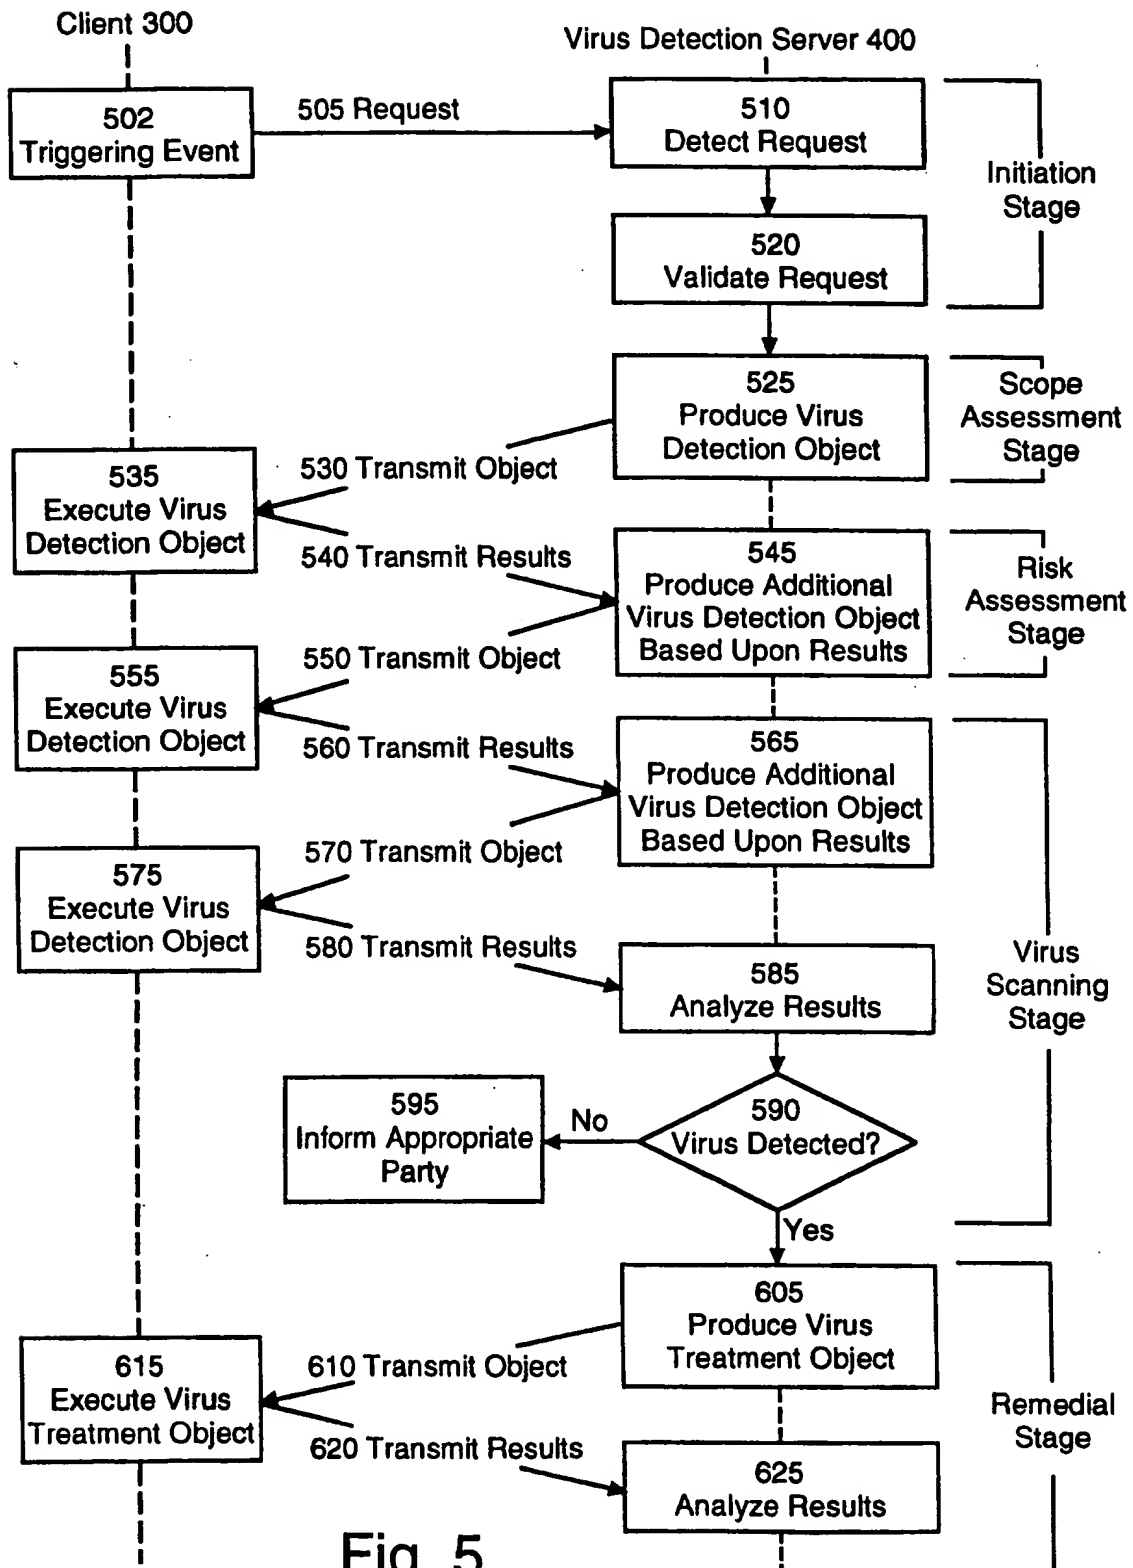 Client 300
Virus Detection Server 400
502
Triggering Event
505 Request
510
Detect Request
Initiation
Stage
520
Validate Request
525
Produce Virus
Detection Object
Scope
Assessment
Stage
530 Transmit Object
535
Execute Virus
Detection Object
540 Transmit Results
545
Produce Additional
Virus Detection Object
Based Upon Results
Risk
Assessment
Stage
550 Transmit Object
555
Execute Virus
Detection Object
560 Transmit Results
565
Produce Additional
Virus Detection Object
Based Upon Results
570 Transmit Object
575
Execute Virus
Detection Object
580 Transmit Results
585
Analyze Results
Virus
Scanning
Stage
590
Virus Detected?
No
595
Inform Appropriate
Party
Yes
605
Produce Virus
Treatment Object
610 Transmit Object
615
Execute Virus
Treatment Object
620 Transmit Results
625
Analyze Results
Remedial
Stage
Fig. 5